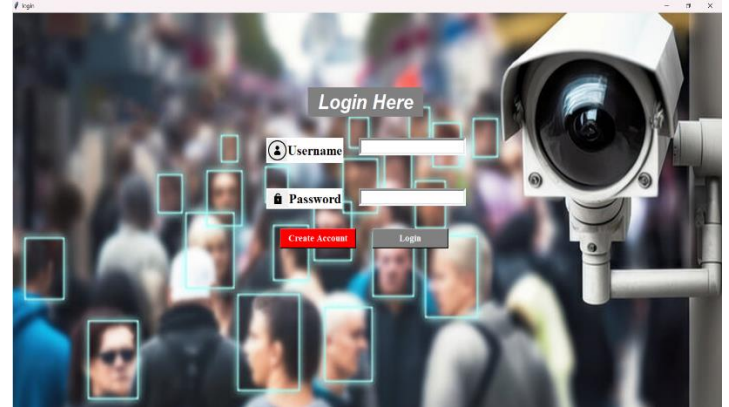 login
Login Here
Username
Password
Create Account
Login